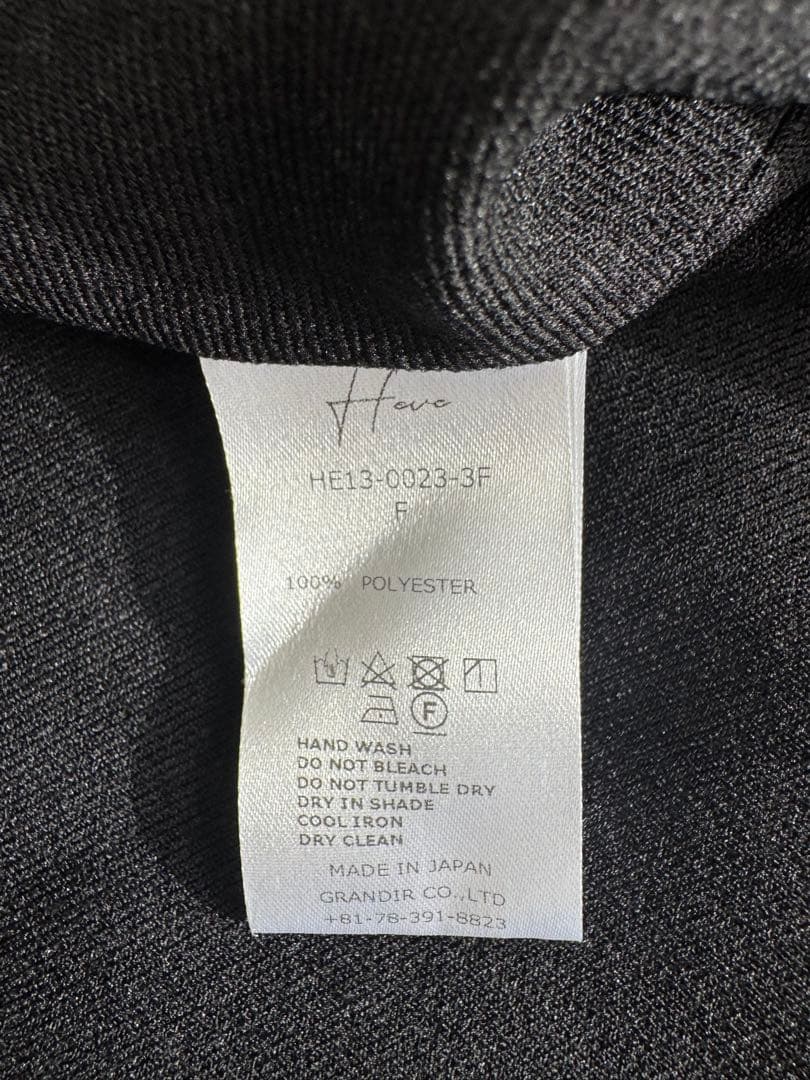 Heve
HE13-0023-3F
F
100% POLYESTER
F
HAND WASH
DO NOT BLEACH
DO NOT TUMBLE DRY
DRY IN SHADE
COOL IRON
DRY CLEAN
MADE IN JAPAN
GRANDIR CO.,LTD
+81-78-391-8823